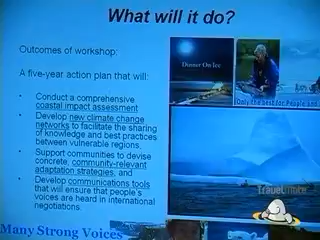 What will it do?
Outcomes of workshop:
A five-year action plan that will:
• Conduct a comprehensive
coastal impact assessment
• Develop new climate change
networks to facilitate the sharing
of knowledge and best practices
between vulnerable regions,
• Support communities to devise
concrete, community-relevant
adaptation strategies, and
• Develop communications tools
that will ensure that people's
voices are heard in international
negotiations.
Many Strong Voices
Dinner On Ice
Only the best for People and